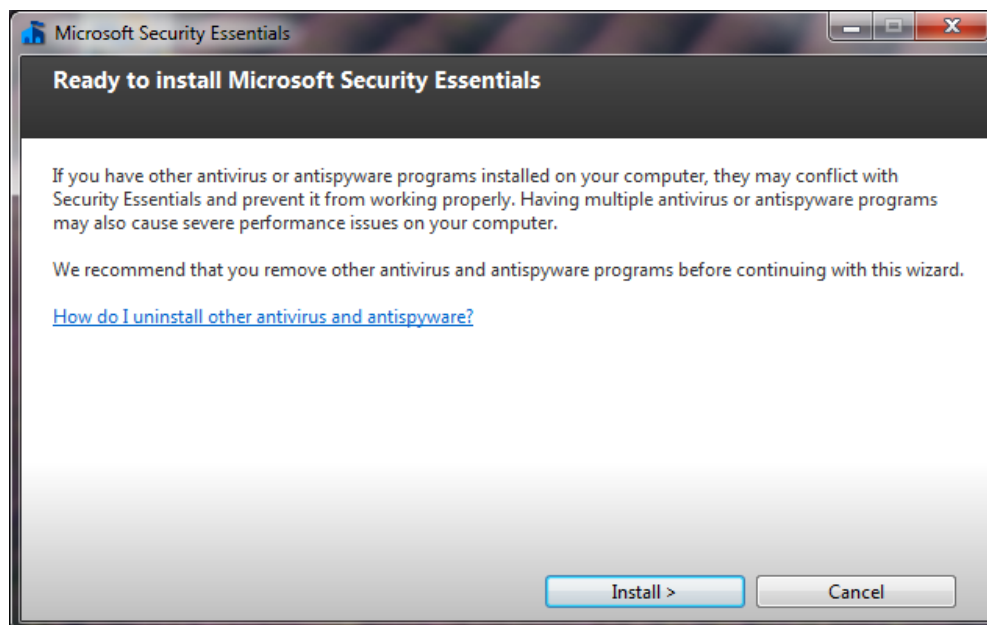 Microsoft Security Essentials
Ready to install Microsoft Security Essentials
If you have other antivirus or antispyware programs installed on your computer, they may conflict with
Security Essentials and prevent it from working properly. Having multiple antivirus or antispyware programs
may also cause severe performance issues on your computer.
We recommend that you remove other antivirus and antispyware programs before continuing with this wizard.
How do I uninstall other antivirus and antispyware?
Install >
Cancel